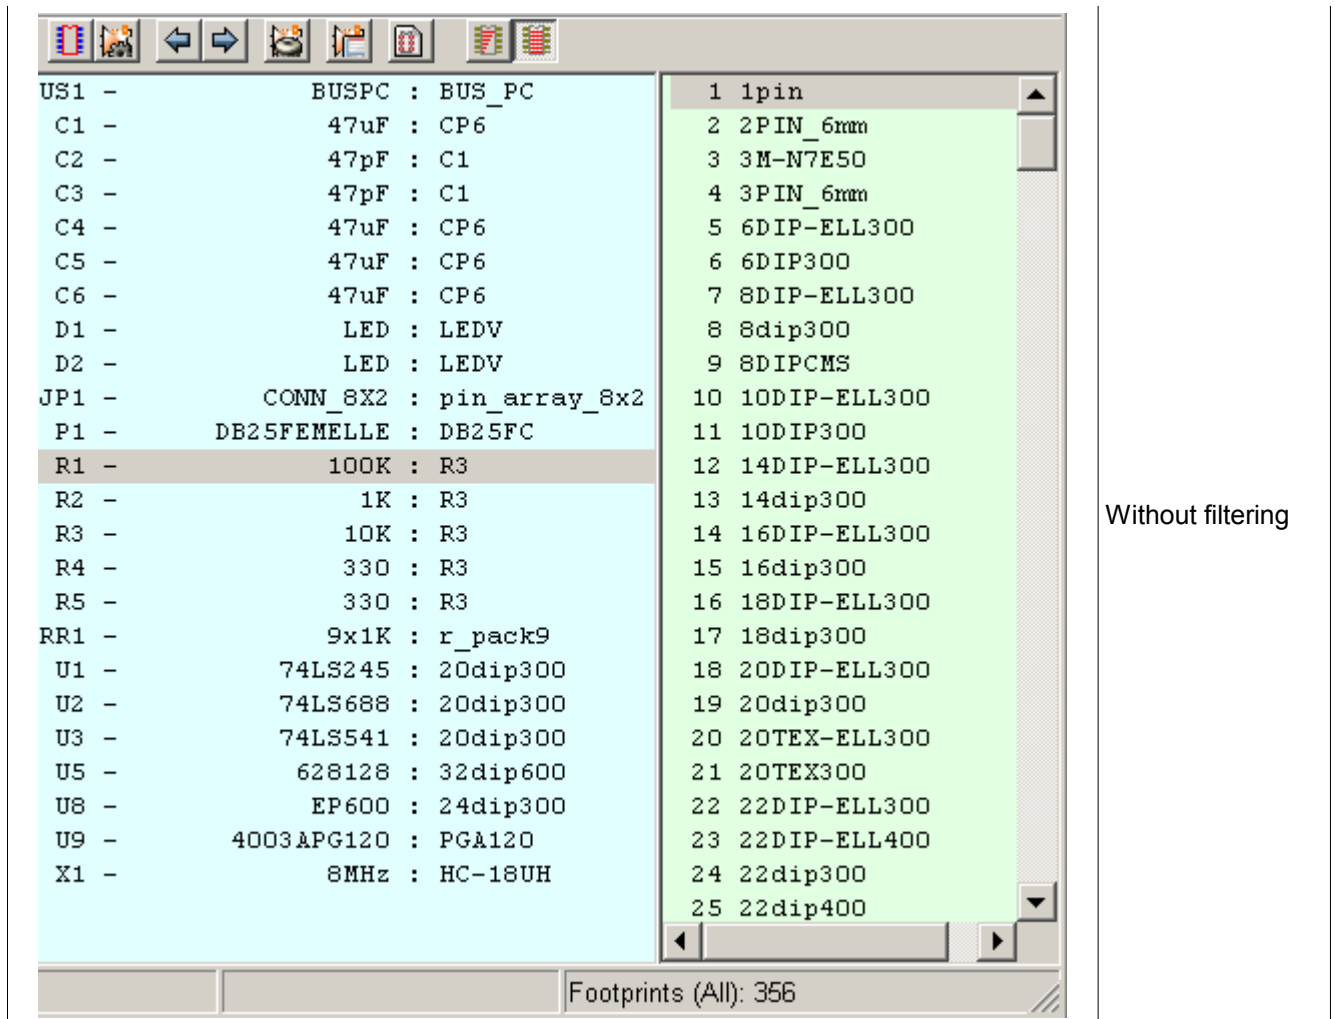 US1 - BUSPC : BUS_PC
C1 - 47uF : CP6
C2 - 47pF : C1
C3 - 47pF : C1
C4 - 47uF : CP6
C5 - 47uF : CP6
C6 - 47uF : CP6
D1 - LED : LEDV
D2 - LED : LEDV
JP1 - CONN_8X2 : pin_array_8x2
P1 - DB25FEMELLE : DB25FC
R1 - 100K : R3
R2 - 1K : R3
R3 - 10K : R3
R4 - 330 : R3
R5 - 330 : R3
RR1 - 9x1K : r_pack9
U1 - 74LS245 : 20dip300
U2 - 74LS688 : 20dip300
U3 - 74LS541 : 20dip300
U5 - 628128 : 32dip600
U8 - EP600 : 24dip300
U9 - 4003APG120 : PGA120
X1 - 8MHz : HC-18UH
1 1pin
2 2PIN_6mm
3 3M-N7E50
4 3PIN_6mm
5 6DIP-ELL300
6 6DIP300
7 8DIP-ELL300
8 8dip300
9 8DIPCMS
10 10DIP-ELL300
11 10DIP300
12 14DIP-ELL300
13 14dip300
14 16DIP-ELL300
15 16dip300
16 18DIP-ELL300
17 18dip300
18 20DIP-ELL300
19 20dip300
20 20TEX-ELL300
21 20TEX300
22 22DIP-ELL300
23 22DIP-ELL400
24 22dip300
25 22dip400
Footprints (All): 356
Without filtering